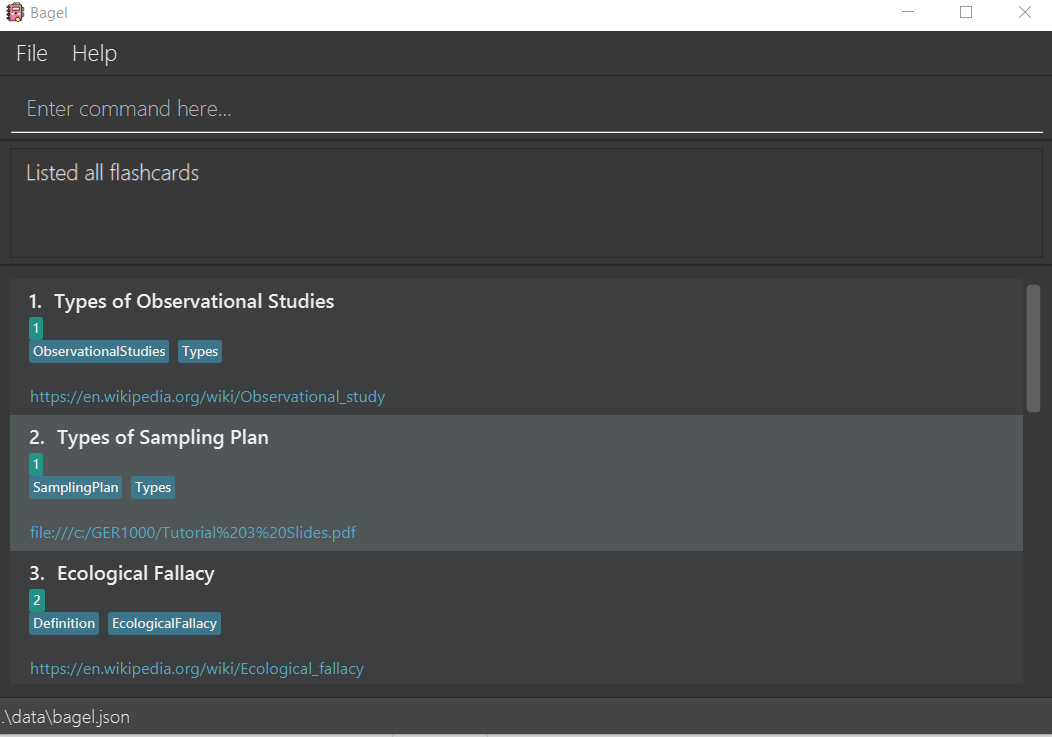 Bagel
File Help
Enter command here...
Listed all flashcards
1. Types of Observational Studies
1
ObservationalStudies Types
https://en.wikipedia.org/wiki/Observational_study
2. Types of Sampling Plan
1
SamplingPlan Types
file:///c:/GER1000/Tutorial%203%20Slides.pdf
3. Ecological Fallacy
2
Definition EcologicalFallacy
https://en.wikipedia.org/wiki/Ecological_fallacy
.\data\bagel.json